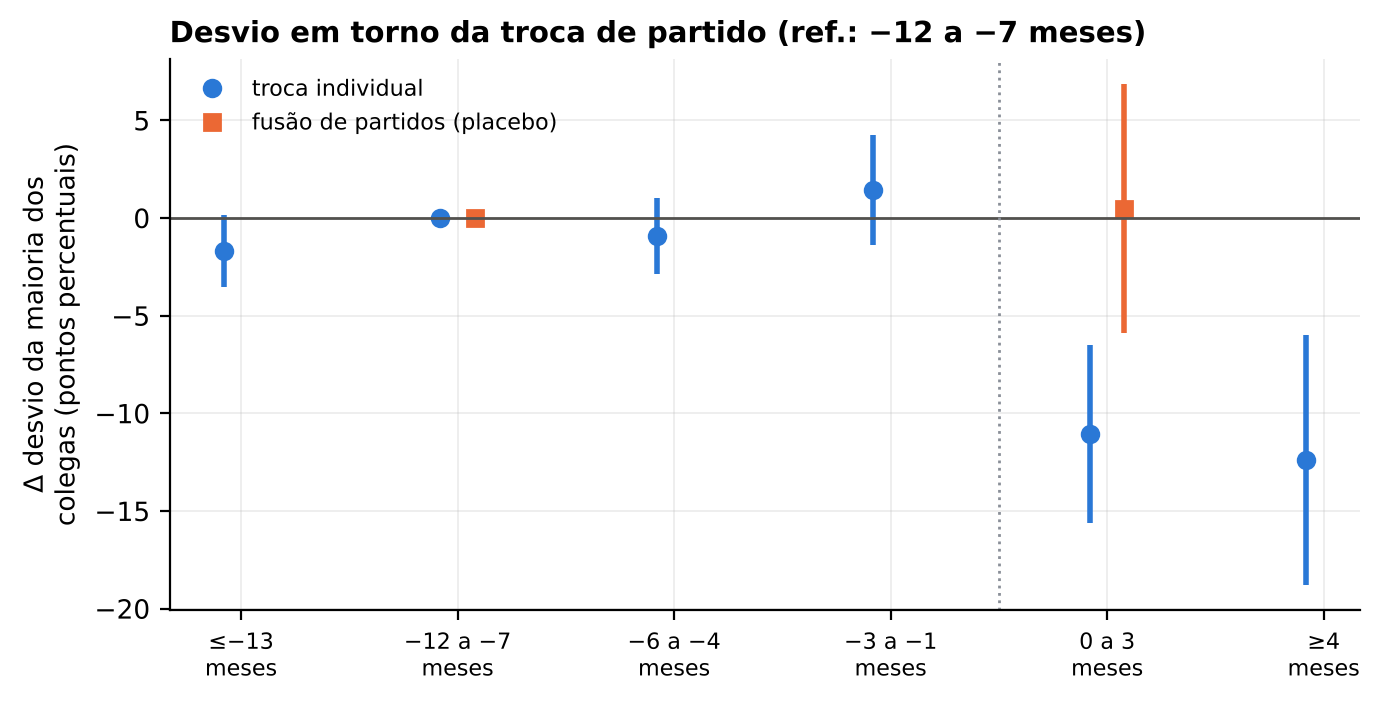 Desvio em torno da troca de partido (ref.: −12 a −7 meses)
troca individual
fusão de partidos (placebo)
Δ desvio da maioria dos
colegas (pontos percentuais)
5
0
−5
−10
−15
−20
≤−13
meses
−12 a −7
meses
−6 a −4
meses
−3 a −1
meses
0 a 3
meses
≥4
meses